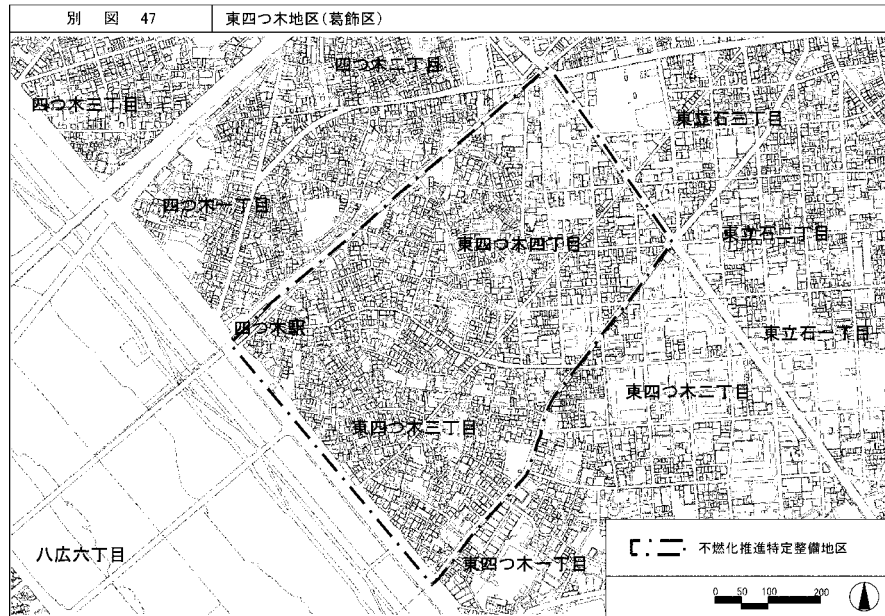 別 図 47
東四つ木地区(葛飾区)
四つ木二丁目
四つ木三丁目
東立石三丁目
四つ木一丁目
東四つ木四丁目
東立石二丁目
四つ木駅
東立石一丁目
東四つ木二丁目
東四つ木三丁目
八広六丁目
東四つ木一丁目
不燃化推進特定整備地区
0 50 100 200